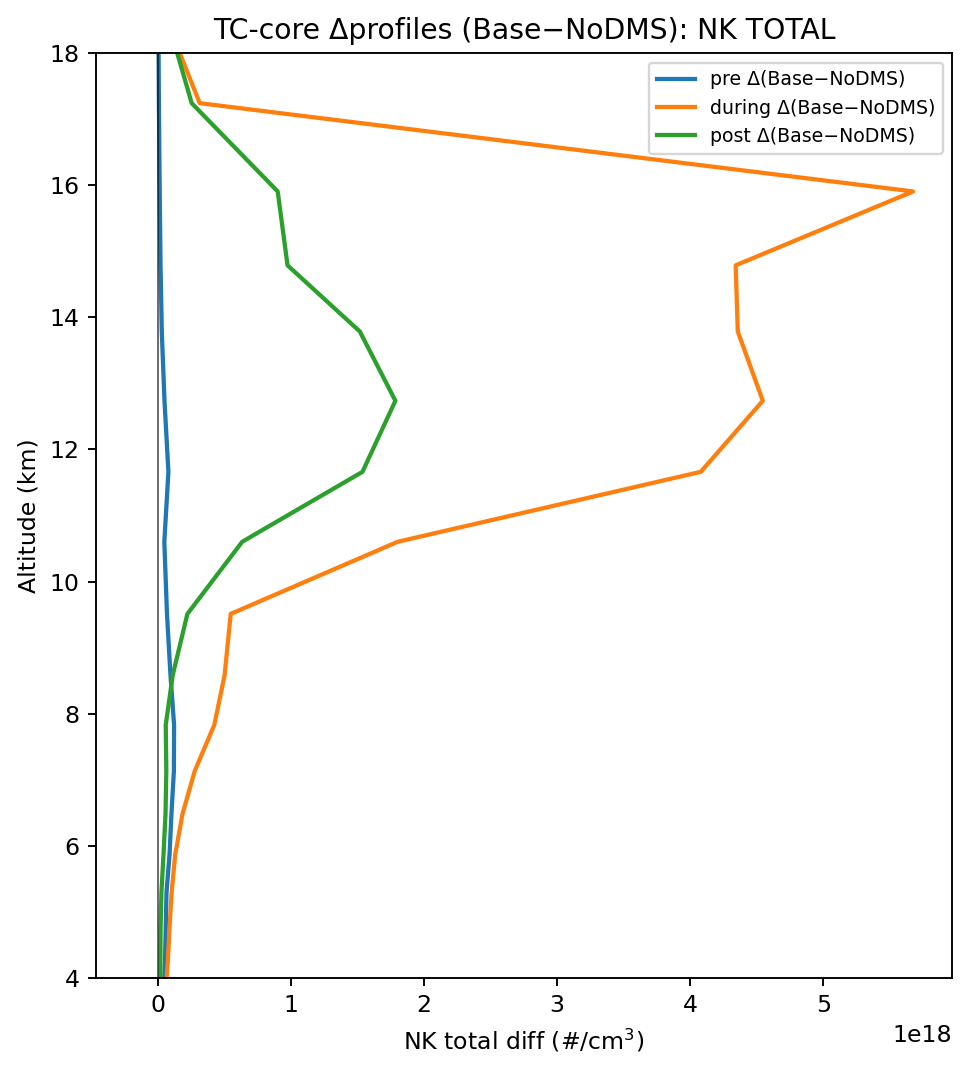 TC-core Δprofiles (Base−NoDMS): NK TOTAL
pre Δ(Base−NoDMS)
during Δ(Base−NoDMS)
post Δ(Base−NoDMS)
18
16
14
12
10
8
6
4
Altitude (km)
0 1 2 3 4 5
1e18
NK total diff (#/cm³)